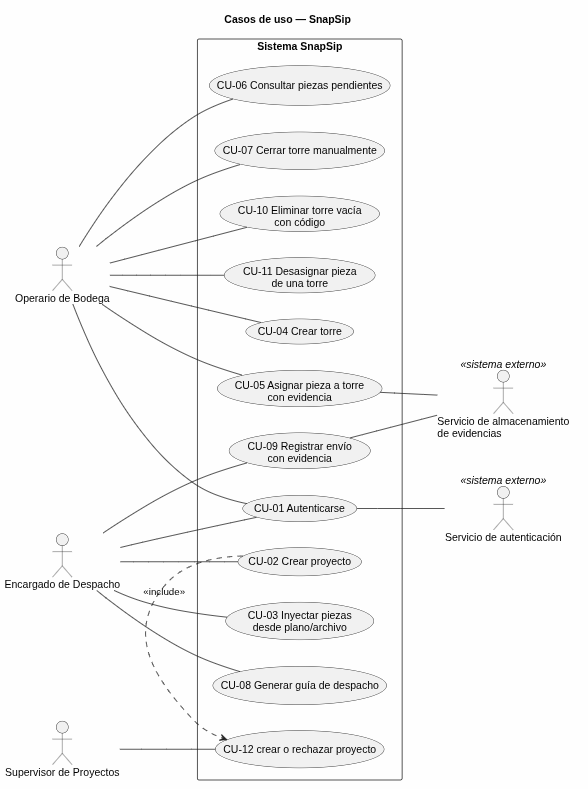 Casos de uso — SnapSip
Sistema SnapSip
CU-06 Consultar piezas pendientes
CU-07 Cerrar torre manualmente
CU-10 Eliminar torre vacía
con código
CU-11 Desasignar pieza
de una torre
Operario de Bodega
CU-04 Crear torre
«sistema externo»
CU-05 Asignar pieza a torre
con evidencia
Servicio de almacenamiento
de evidencias
CU-09 Registrar envío
con evidencia
«sistema externo»
CU-01 Autenticarse
Servicio de autenticación
CU-02 Crear proyecto
Encargado de Despacho
«include»
CU-03 Inyectar piezas
desde plano/archivo
CU-08 Generar guía de despacho
CU-12 crear o rechazar proyecto
Supervisor de Proyectos